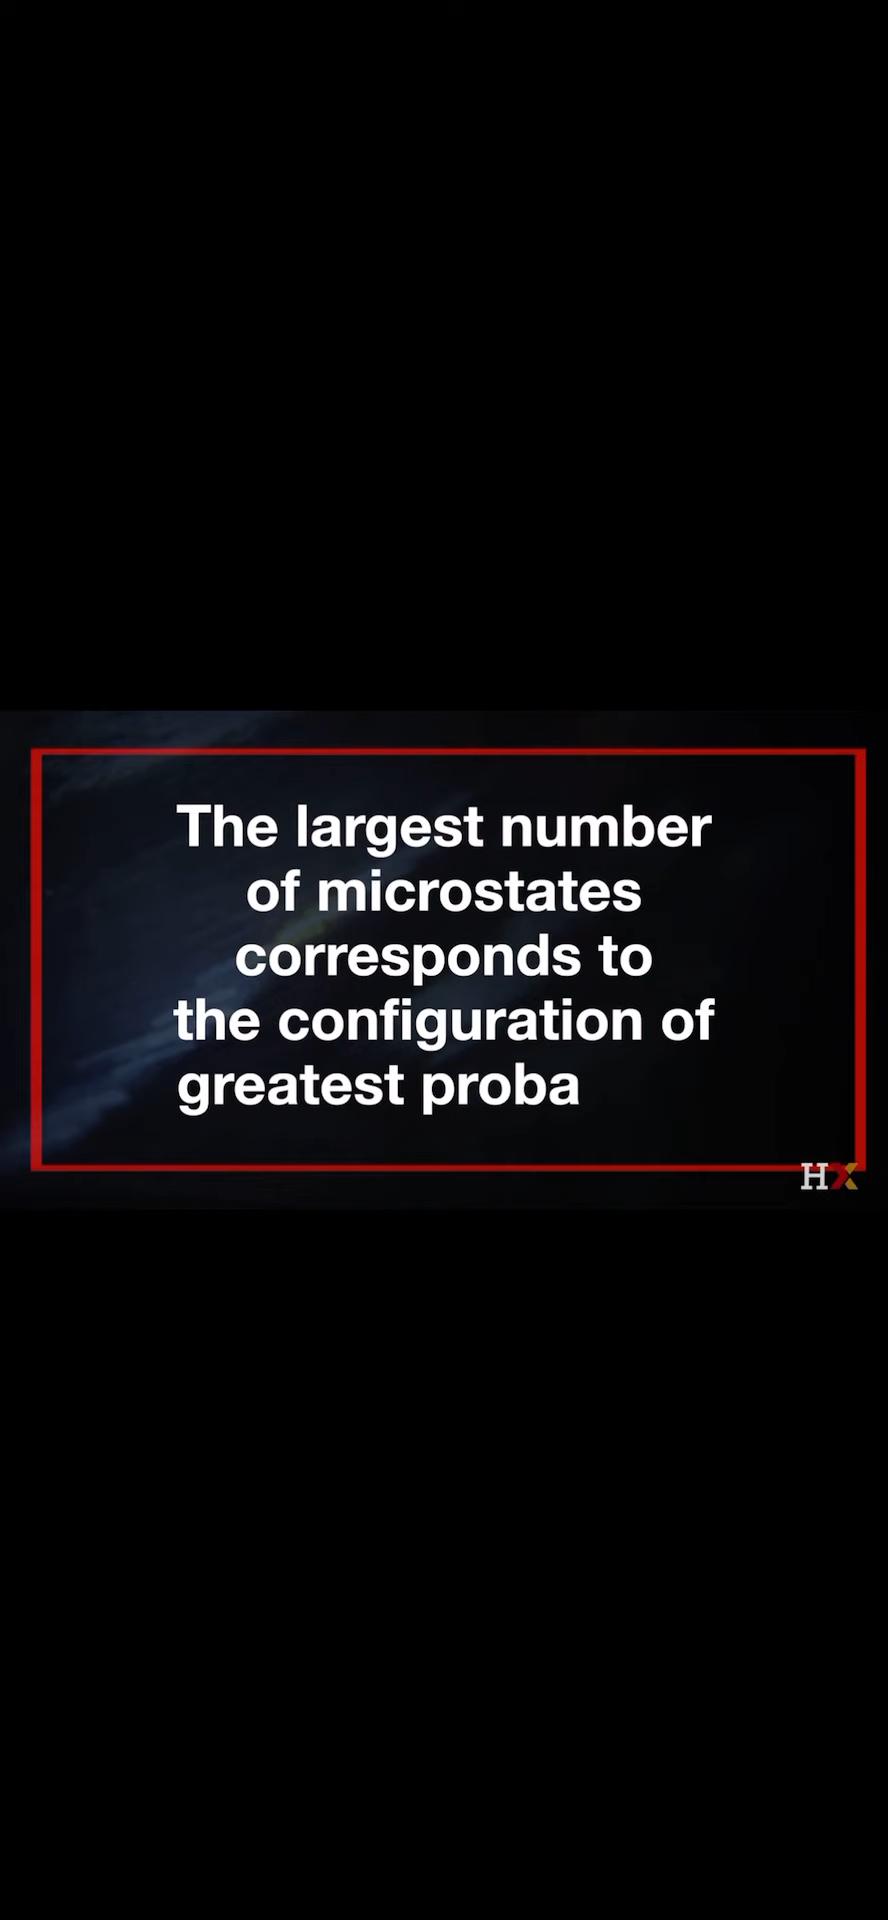 The largest number
of microstates
corresponds to
the configuration of
greatest proba
HX